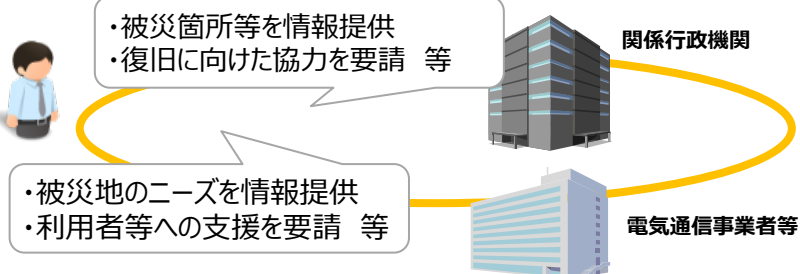 ・被災箇所等を情報提供
・復旧に向けた協力を要請 等
関係行政機関
・被災地のニーズを情報提供
・利用者等への支援を要請 等
電気通信事業者等